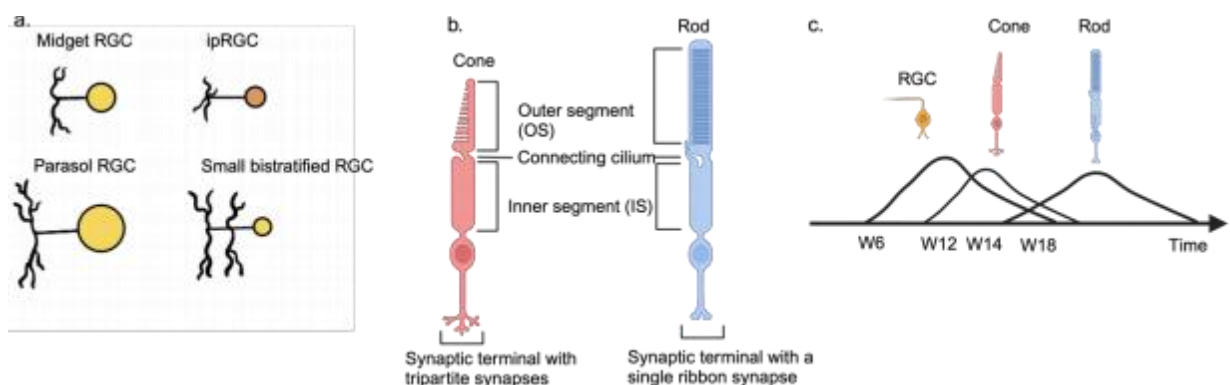 a.
Midget RGC
ipRGC
Parasol RGC
Small bistratified RGC
b.
Cone
Rod
Outer segment
(OS)
Connecting cilium
Inner segment (IS)
Synaptic terminal with
tripartite synapses
Synaptic terminal with a
single ribbon synapse
c.
RGC
Cone
Rod
W6
W12
W14
W18
Time